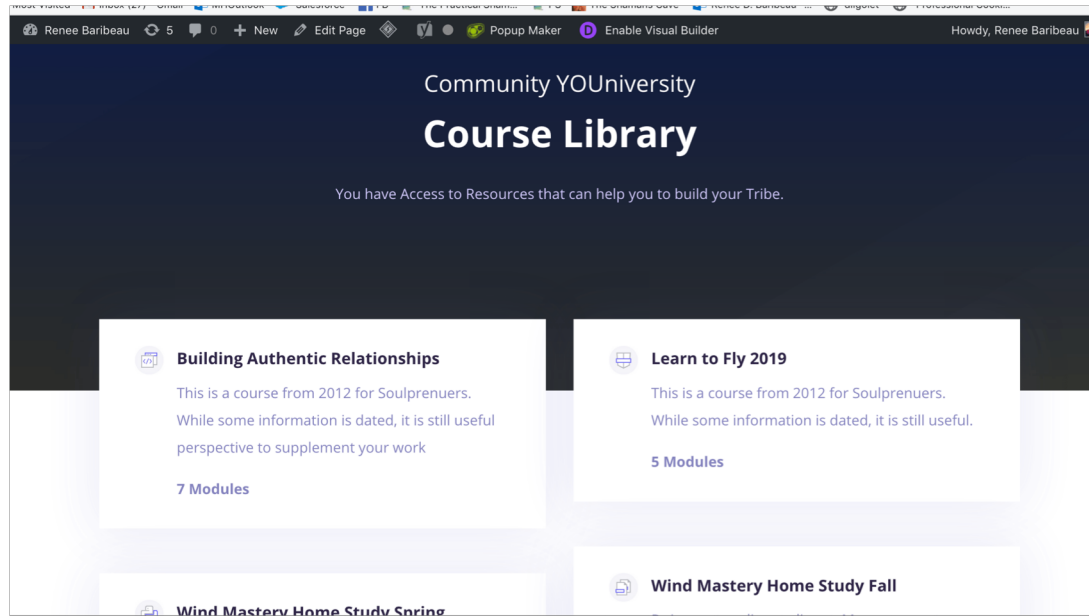 Renee Baribeau 5 0 New Edit Page Popup Maker D Enable Visual Builder Howdy, Renee Baribeau
Community YOUniversity
Course Library
You have Access to Resources that can help you to build your Tribe.
Building Authentic Relationships
This is a course from 2012 for Soulprenuers.
While some information is dated, it is still useful
perspective to supplement your work
7 Modules
Learn to Fly 2019
This is a course from 2012 for Soulprenuers.
While some information is dated, it is still useful.
5 Modules
Wind Mastery Home Study Spring
Wind Mastery Home Study Fall